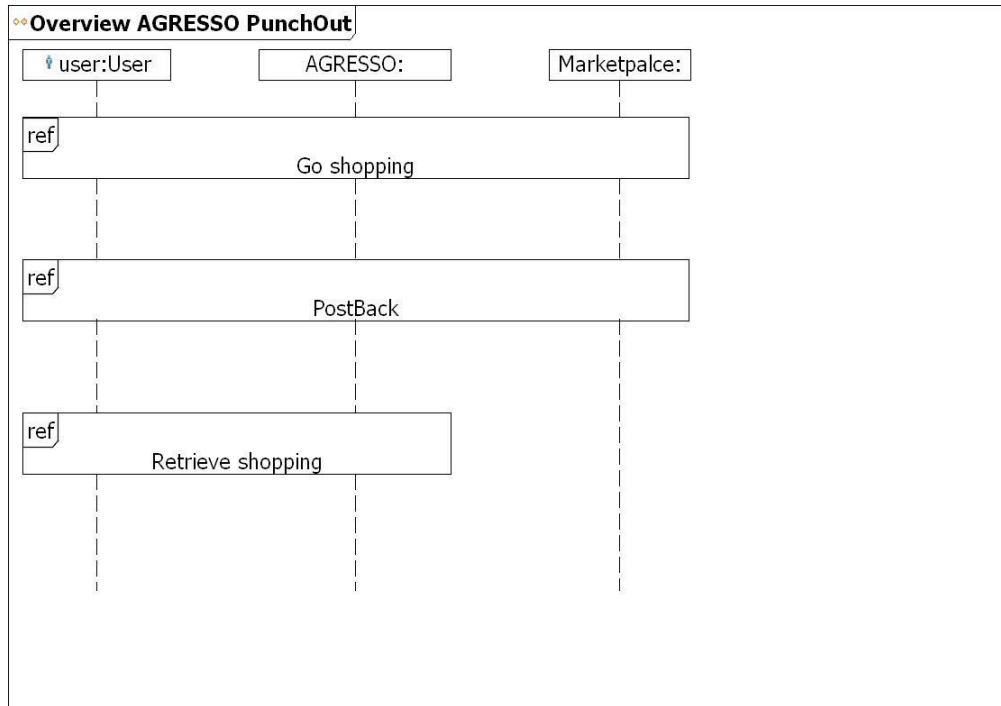 Overview AGRESSO PunchOut
user:User
AGRESSO:
Marketpalce:
ref
Go shopping
ref
PostBack
ref
Retrieve shopping